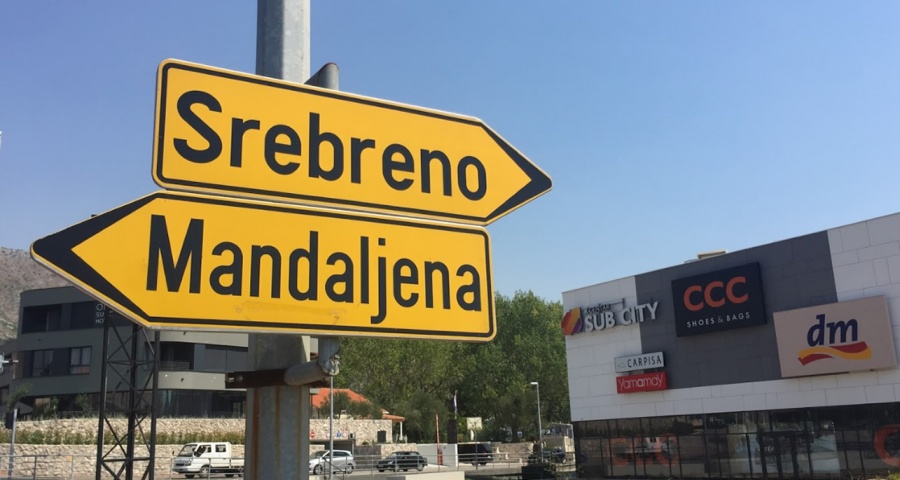 Srebreno
Mandaljena
SUB CITY
CCC
SHOES & BAGS
dm
CARPISA
Yamamay